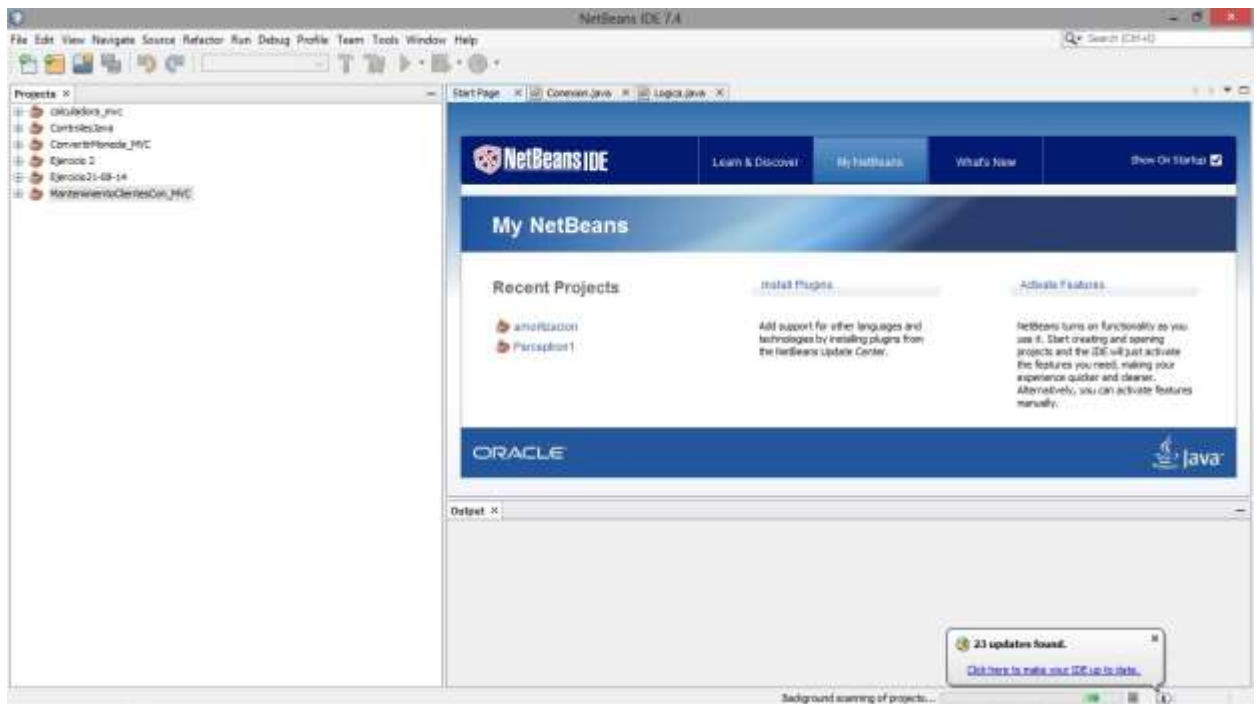 NetBeans IDE 7.4
File Edit View Navigate Source Refactor Run Debug Profile Team Tools Window Help
Search (Ctrl+I)
Projects
calculadora_mvc
ControlesJava
ConvertirMoneda_MVC
Ejercicio 2
Ejercicio21-08-14
MantenimientoClientesCon_MVC
Start Page Conexion.java Logica.java
NetBeans IDE
Learn & Discover My NetBeans What's New Show On Startup
My NetBeans
Recent Projects
amortizacion
Perceptron1
Install Plugins
Add support for other languages and
technologies by installing plugins from
the NetBeans Update Center.
Activate Features
NetBeans turns on functionality as you
use it. Start creating and opening
projects and the IDE will just activate
the features you need, making your
experience quicker and cleaner.
Alternatively, you can activate features
manually.
ORACLE
Java
Output
23 updates found.
Click here to make your IDE up to date.
Background scanning of projects...